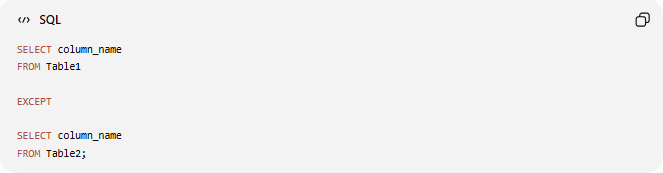 SQL
SELECT column_name
FROM Table1
EXCEPT
SELECT column_name
FROM Table2;